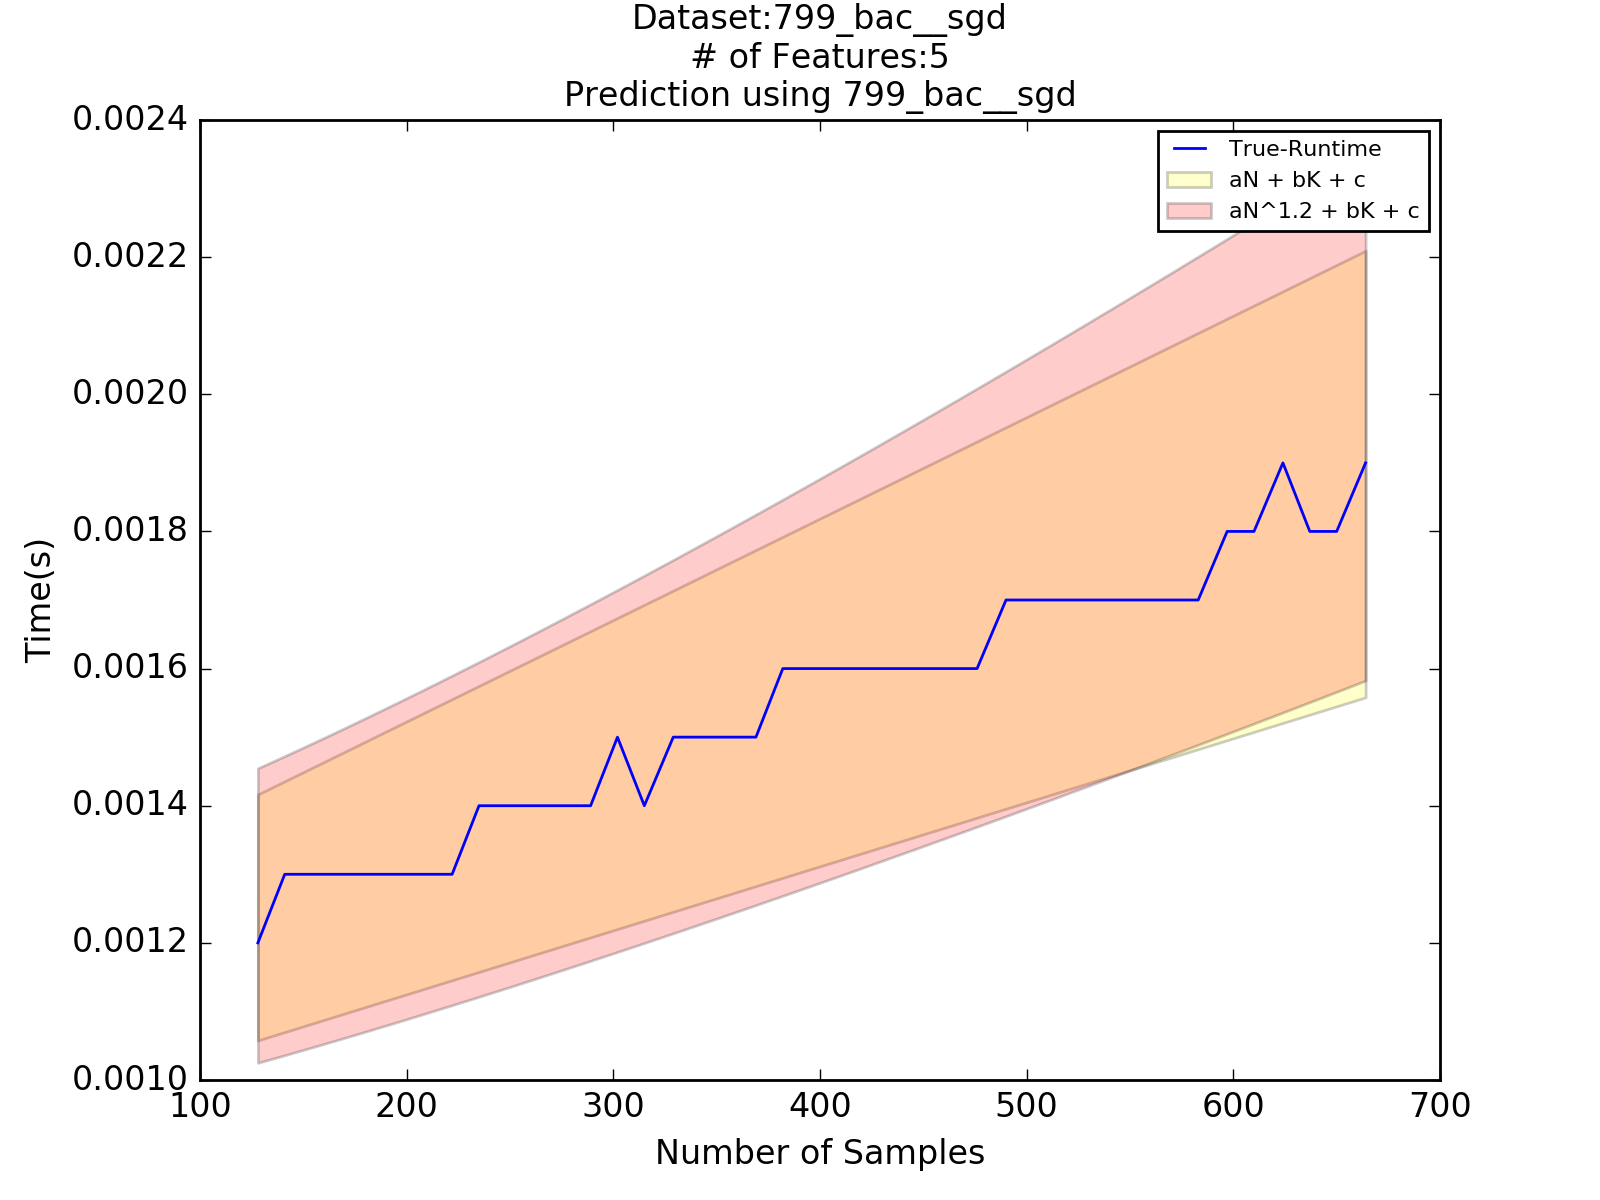 Dataset:799_bac__sgd
# of Features:5
Prediction using 799_bac__sgd
True-Runtime
aN + bK + c
aN^1.2 + bK + c
0.0024
0.0022
0.0020
0.0018
0.0016
0.0014
0.0012
0.0010
Time(s)
100 200 300 400 500 600 700
Number of Samples